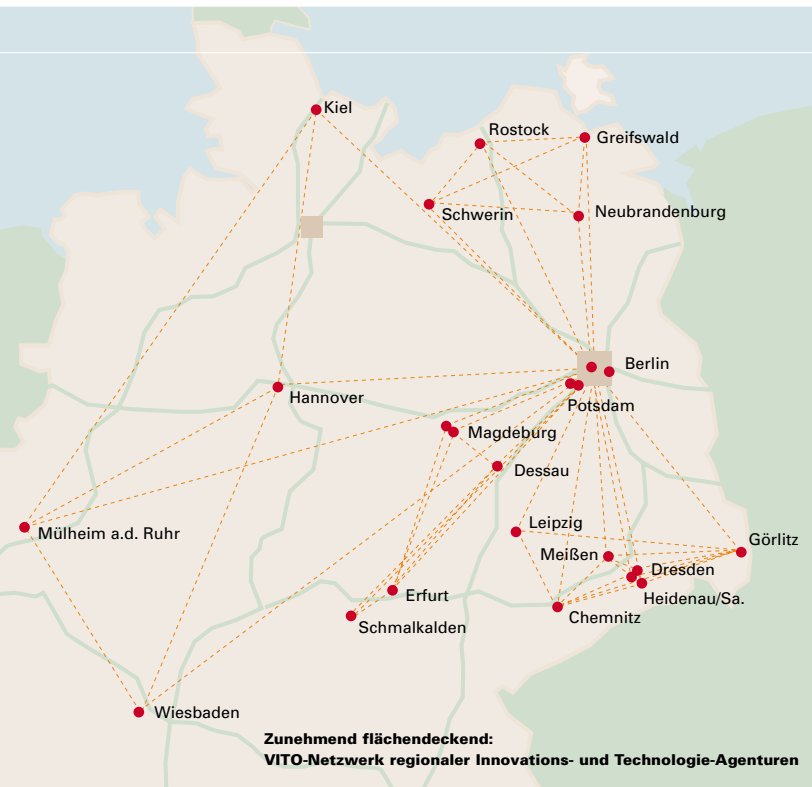 Kiel
Rostock
Greifswald
Schwerin
Neubrandenburg
Berlin
Potsdam
Hannover
Magdeburg
Dessau
Leipzig
Mülheim a.d. Ruhr
Görlitz
Meißen
Dresden
Erfurt
Heidenau/Sa.
Chemnitz
Schmalkalden
Wiesbaden
Zunehmend flächendeckend:
VITO-Netzwerk regionaler Innovations- und Technologie-Agenturen